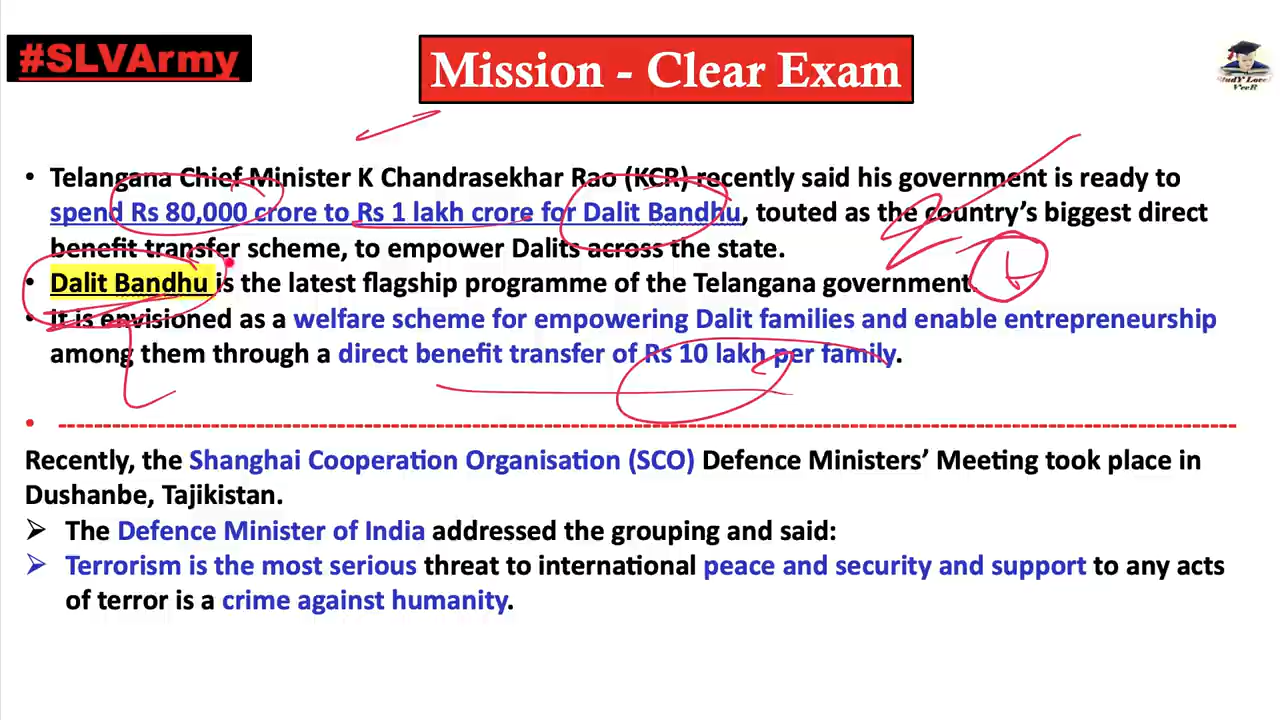 #SLVArmy
Mission - Clear Exam
StudY Love
VeeR
• Telangana Chief Minister K Chandrasekhar Rao (KCR) recently said his government is ready to
spend Rs 80,000 crore to Rs 1 lakh crore for Dalit Bandhu, touted as the country's biggest direct
benefit transfer scheme, to empower Dalits across the state.
• Dalit Bandhu is the latest flagship programme of the Telangana government.
• It is envisioned as a welfare scheme for empowering Dalit families and enable entrepreneurship
among them through a direct benefit transfer of Rs 10 lakh per family.
• --------------------------------------------------------------------------------
Recently, the Shanghai Cooperation Organisation (SCO) Defence Ministers' Meeting took place in
Dushanbe, Tajikistan.
➢ The Defence Minister of India addressed the grouping and said:
➢ Terrorism is the most serious threat to international peace and security and support to any acts
of terror is a crime against humanity.